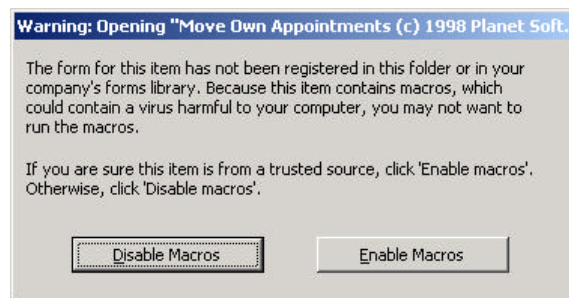 Warning: Opening "Move Own Appointments (c) 1998 Planet Soft.
The form for this item has not been registered in this folder or in your
company's forms library. Because this item contains macros, which
could contain a virus harmful to your computer, you may not want to
run the macros.
If you are sure this item is from a trusted source, click 'Enable macros'.
Otherwise, click 'Disable macros'.
Disable Macros
Enable Macros